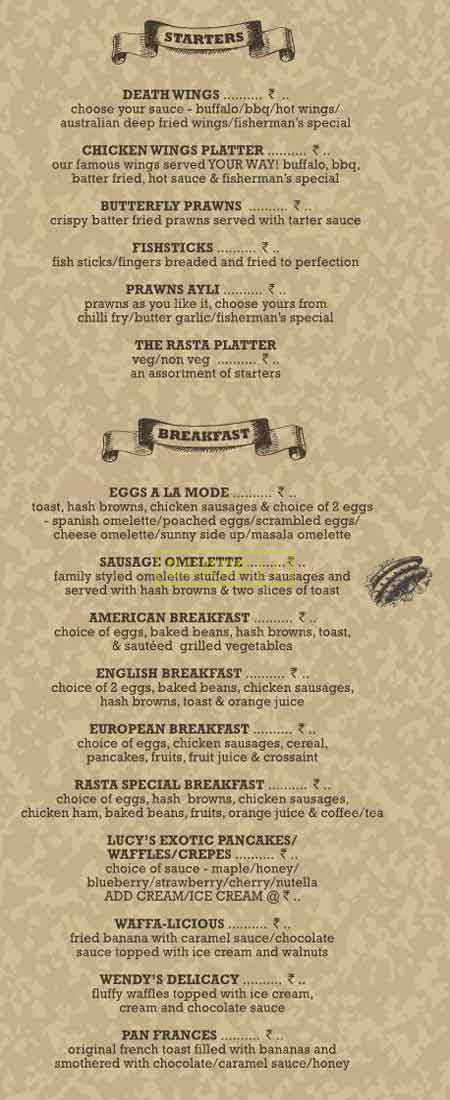 STARTERS
DEATH WINGS .......... ₹ ..
choose your sauce - buffalo/bbq/hot wings/
australian deep fried wings/fisherman's special
CHICKEN WINGS PLATTER .......... ₹ ..
our famous wings served YOUR WAY! buffalo, bbq,
batter fried, hot sauce & fisherman's special
BUTTERFLY PRAWNS .......... ₹ ..
crispy batter fried prawns served with tarter sauce
FISHSTICKS .......... ₹ ..
fish sticks/fingers breaded and fried to perfection
PRAWNS AYLI .......... ₹ ..
prawns as you like it, choose yours from
chilli fry/butter garlic/fisherman's special
THE RASTA PLATTER
veg/non veg .......... ₹ ..
an assortment of starters
BREAKFAST
EGGS A LA MODE .......... ₹ ..
toast, hash browns, chicken sausages & choice of 2 eggs
- spanish omelette/poached eggs/scrambled eggs/
cheese omelette/sunny side up/masala omelette
SAUSAGE OMELETTE .......... ₹ ..
family styled omelette stuffed with sausages and
served with hash browns & two slices of toast
AMERICAN BREAKFAST .......... ₹ ..
choice of eggs, baked beans, hash browns, toast,
& sautéed grilled vegetables
ENGLISH BREAKFAST .......... ₹ ..
choice of 2 eggs, baked beans, chicken sausages,
hash browns, toast & orange juice
EUROPEAN BREAKFAST .......... ₹ ..
choice of eggs, chicken sausages, cereal,
pancakes, fruits, fruit juice & crossaint
RASTA SPECIAL BREAKFAST .......... ₹ ..
choice of eggs, hash browns, chicken sausages,
chicken ham, baked beans, fruits, orange juice & coffee/tea
LUCY'S EXOTIC PANCAKES/
WAFFLES/CREPES .......... ₹ ..
choice of sauce - maple/honey/
blueberry/strawberry/cherry/nutella
ADD CREAM/ICE CREAM @ ₹ ..
WAFFA-LICIOUS .......... ₹ ..
fried banana with caramel sauce/chocolate
sauce topped with ice cream and walnuts
WENDY'S DELICACY .......... ₹ ..
fluffy waffles topped with ice cream,
cream and chocolate sauce
PAN FRANCES .......... ₹ ..
original french toast filled with bananas and
smothered with chocolate/caramel sauce/honey